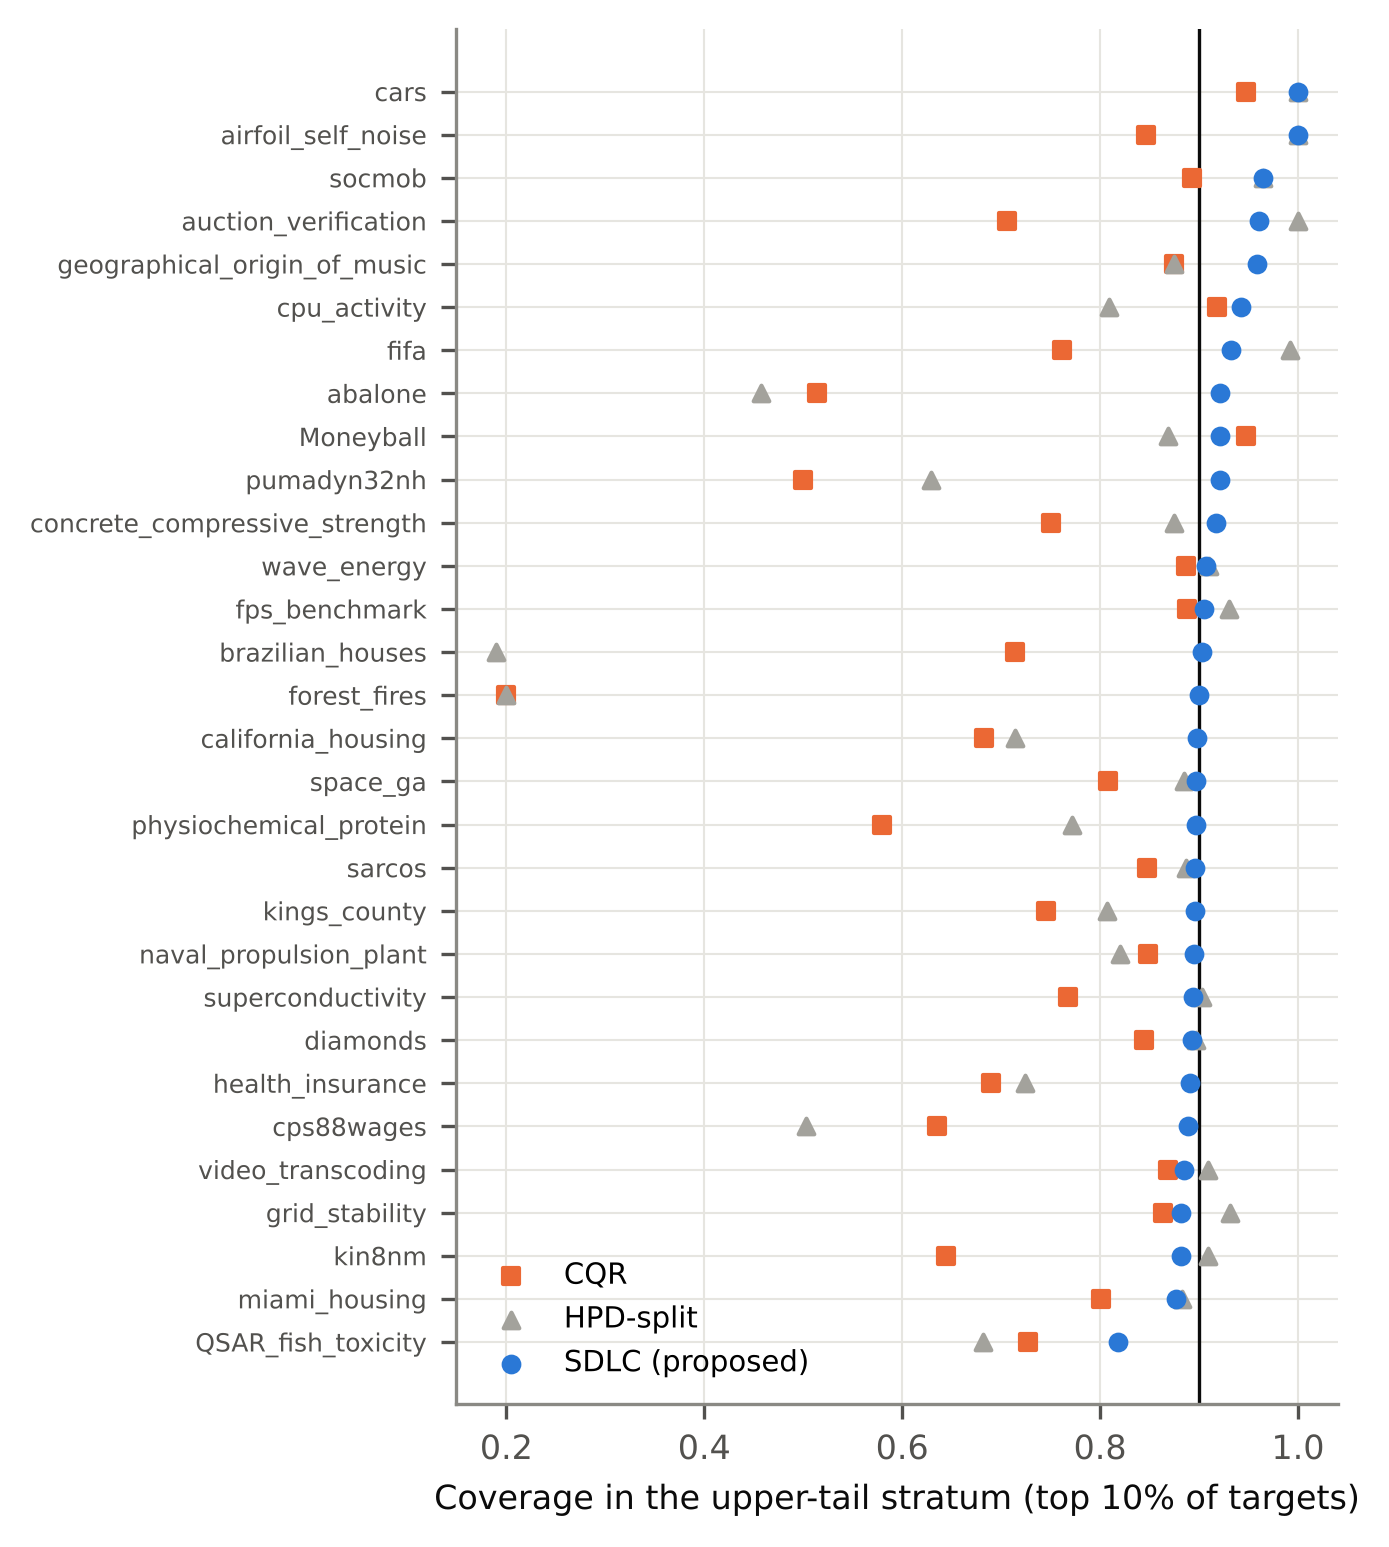 cars
airfoil_self_noise
socmob
auction_verification
geographical_origin_of_music
cpu_activity
fifa
abalone
Moneyball
pumadyn32nh
concrete_compressive_strength
wave_energy
fps_benchmark
brazilian_houses
forest_fires
california_housing
space_ga
physiochemical_protein
sarcos
kings_county
naval_propulsion_plant
superconductivity
diamonds
health_insurance
cps88wages
video_transcoding
grid_stability
kin8nm
miami_housing
QSAR_fish_toxicity
CQR
HPD-split
SDLC (proposed)
0.2 0.4 0.6 0.8 1.0
Coverage in the upper-tail stratum (top 10% of targets)